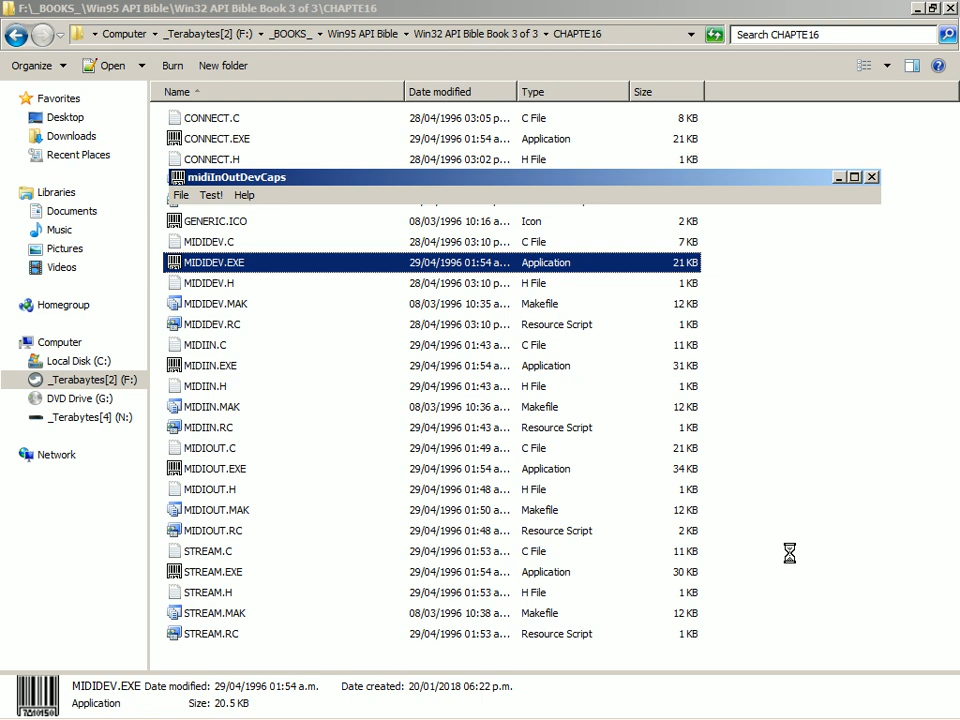 F:\_BOOKS_\Win95 API Bible\Win32 API Bible Book 3 of 3\CHAPTE16
Computer _Terabaytes[2] (F:) _BOOKS_ Win95 API Bible Win32 API Bible Book 3 of 3 CHAPTE16 Search CHAPTE16
Organize Open Burn New folder
Name Date modified Type Size
Favorites
Desktop
Downloads
Recent Places
Libraries
Documents
Music
Pictures
Videos
Homegroup
Computer
Local Disk (C:)
_Terabaytes[2] (F:)
DVD Drive (G:)
_Terabytes[4] (N:)
Network
CONNECT.C 28/04/1996 03:05 p... C File 8 KB
CONNECT.EXE 29/04/1996 01:54 a... Application 21 KB
CONNECT.H 28/04/1996 03:02 p... H File 1 KB
midiInOutDevCaps
File Test! Help
GENERIC.ICO 08/03/1996 10:16 a... Icon 2 KB
MIDIDEV.C 28/04/1996 03:10 p... C File 7 KB
MIDIDEV.EXE 29/04/1996 01:54 a... Application 21 KB
MIDIDEV.H 28/04/1996 03:10 p... H File 1 KB
MIDIDEV.MAK 08/03/1996 10:35 a... Makefile 12 KB
MIDIDEV.RC 28/04/1996 03:10 p... Resource Script 1 KB
MIDIIN.C 29/04/1996 01:43 a... C File 11 KB
MIDIIN.EXE 29/04/1996 01:54 a... Application 31 KB
MIDIIN.H 29/04/1996 01:43 a... H File 1 KB
MIDIIN.MAK 08/03/1996 10:36 a... Makefile 12 KB
MIDIIN.RC 29/04/1996 01:43 a... Resource Script 1 KB
MIDIOUT.C 29/04/1996 01:49 a... C File 21 KB
MIDIOUT.EXE 29/04/1996 01:54 a... Application 34 KB
MIDIOUT.H 29/04/1996 01:48 a... H File 1 KB
MIDIOUT.MAK 29/04/1996 01:50 a... Makefile 12 KB
MIDIOUT.RC 29/04/1996 01:48 a... Resource Script 2 KB
STREAM.C 29/04/1996 01:53 a... C File 11 KB
STREAM.EXE 29/04/1996 01:54 a... Application 30 KB
STREAM.H 29/04/1996 01:53 a... H File 1 KB
STREAM.MAK 08/03/1996 10:38 a... Makefile 12 KB
STREAM.RC 29/04/1996 01:53 a... Resource Script 1 KB
MIDIDEV.EXE Date modified: 29/04/1996 01:54 a.m. Date created: 20/01/2018 06:22 p.m.
Application Size: 20.5 KB